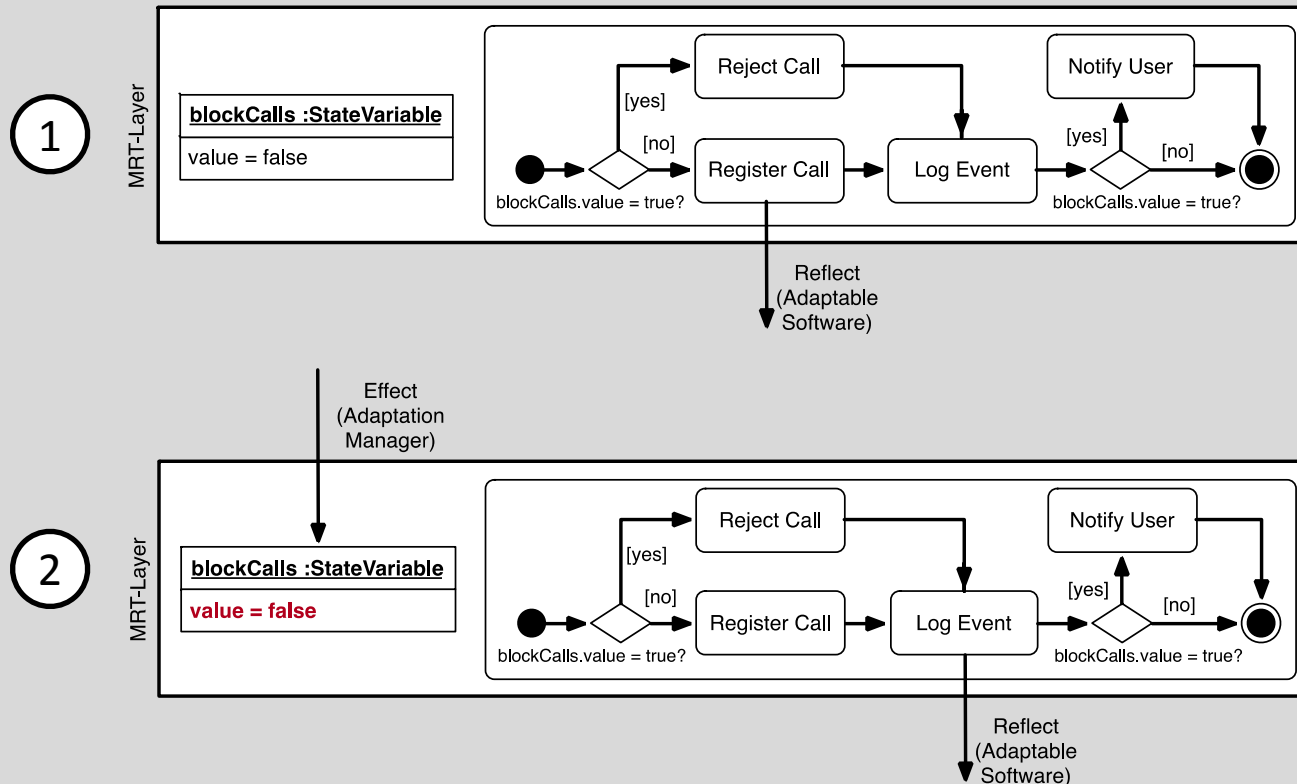 1
MRT-Layer
blockCalls :StateVariable
value = false
Reject Call
Notify User
[yes]
[no]
Register Call
Log Event
[yes]
[no]
blockCalls.value = true?
blockCalls.value = true?
Reflect
(Adaptable
Software)
Effect
(Adaptation
Manager)
2
MRT-Layer
blockCalls :StateVariable
value = false
Reject Call
Notify User
[yes]
[no]
Register Call
Log Event
[yes]
[no]
blockCalls.value = true?
blockCalls.value = true?
Reflect
(Adaptable
Software)